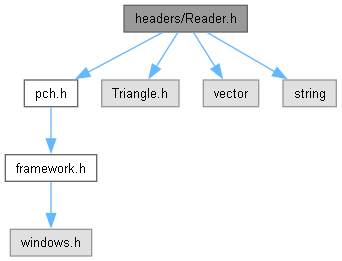 headers/Reader.h
pch.h
Triangle.h
vector
string
framework.h
windows.h